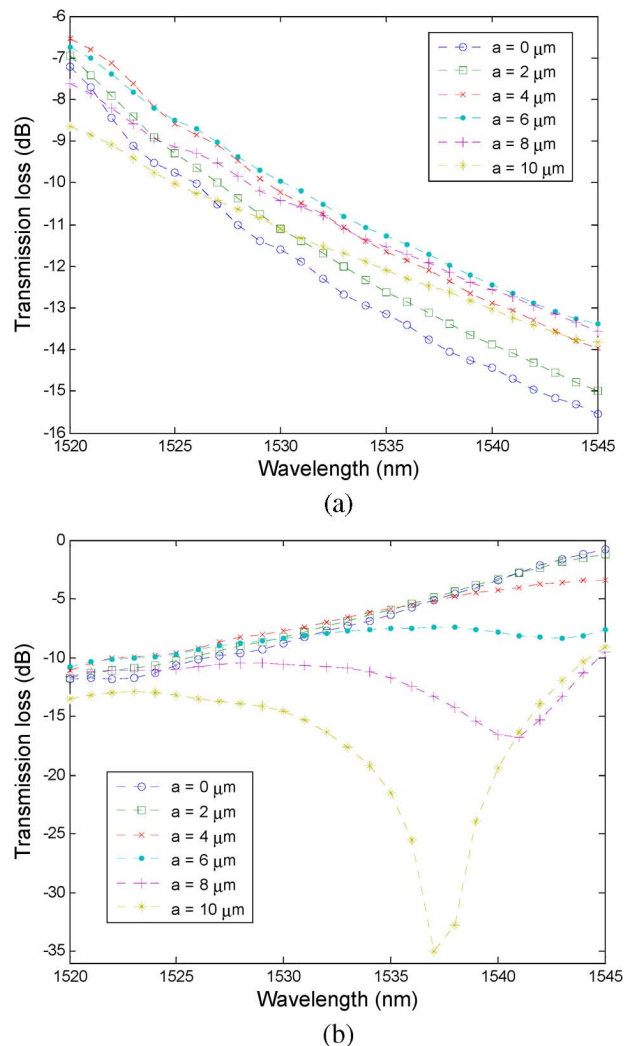 -6
-7
-8
-9
-10
-11
-12
-13
-14
-15
-16
Transmission loss (dB)
a = 0 μm
a = 2 μm
a = 4 μm
a = 6 μm
a = 8 μm
a = 10 μm
1520 1525 1530 1535 1540 1545
Wavelength (nm)
(a)
0
-5
-10
-15
-20
-25
-30
-35
Transmission loss (dB)
a = 0 μm
a = 2 μm
a = 4 μm
a = 6 μm
a = 8 μm
a = 10 μm
1520 1525 1530 1535 1540 1545
Wavelength (nm)
(b)